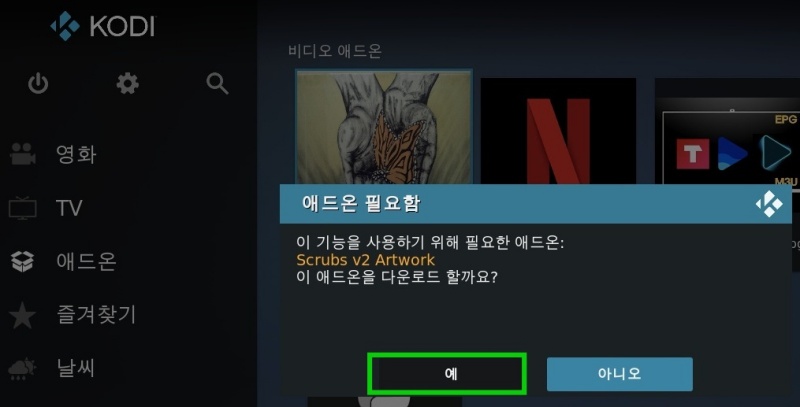 KODI
비디오 애드온
영화
TV
애드온
즐겨찾기
날씨
N
EPG
T
M3U
애드온 필요함
이 기능을 사용하기 위해 필요한 애드온:
Scrubs v2 Artwork
이 애드온을 다운로드 할까요?
예
아니오